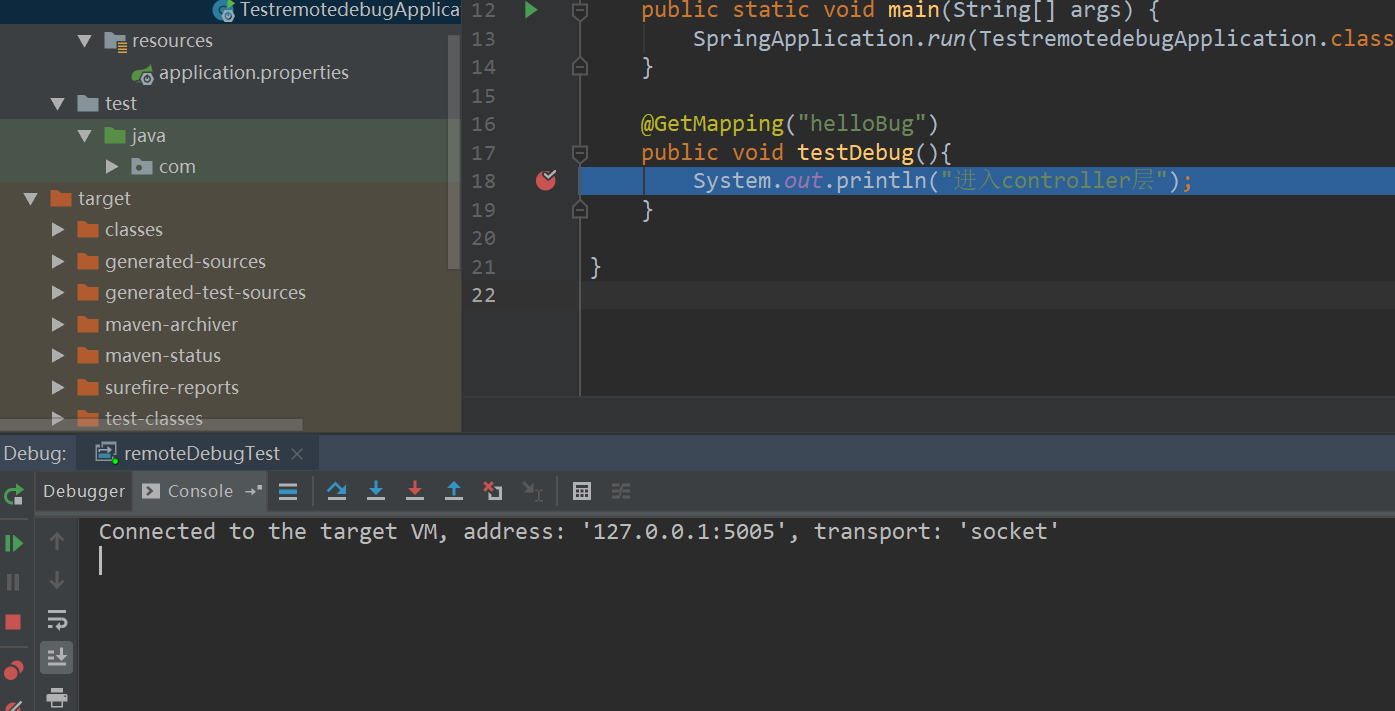 TestremotedebugApplica
resources
application.properties
test
java
com
target
classes
generated-sources
generated-test-sources
maven-archiver
maven-status
surefire-reports
test-classes
12 public static void main(String[] args) {
13 SpringApplication.run(TestremotedebugApplication.class
14 }
15
16 @GetMapping("helloBug")
17 public void testDebug(){
18 System.out.println("进入controller层");
19 }
20
21 }
22
Debug: remoteDebugTest
Debugger Console
Connected to the target VM, address: '127.0.0.1:5005', transport: 'socket'